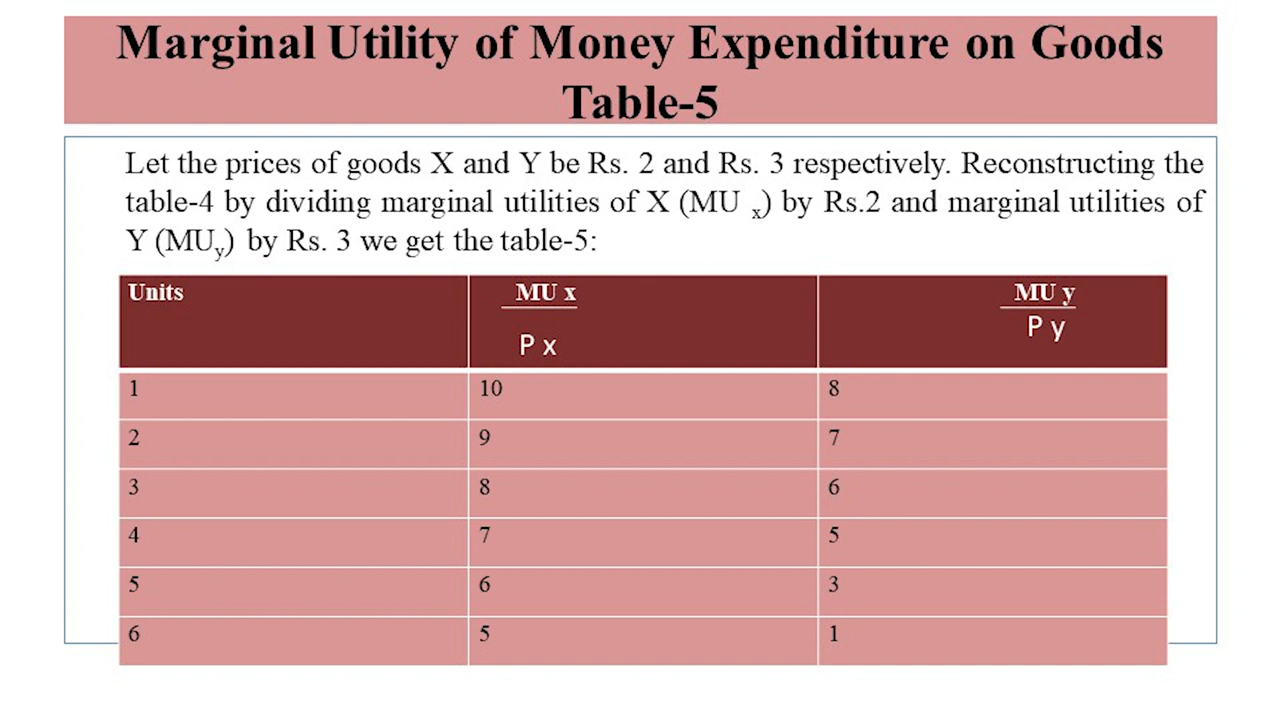 Marginal Utility of Money Expenditure on Goods
Table-5
Let the prices of goods X and Y be Rs. 2 and Rs. 3 respectively. Reconstructing the
table-4 by dividing marginal utilities of X (MU x) by Rs.2 and marginal utilities of
Y (MUy) by Rs. 3 we get the table-5:
Units MU x MU y
P x P y
1 10 8
2 9 7
3 8 6
4 7 5
5 6 3
6 5 1